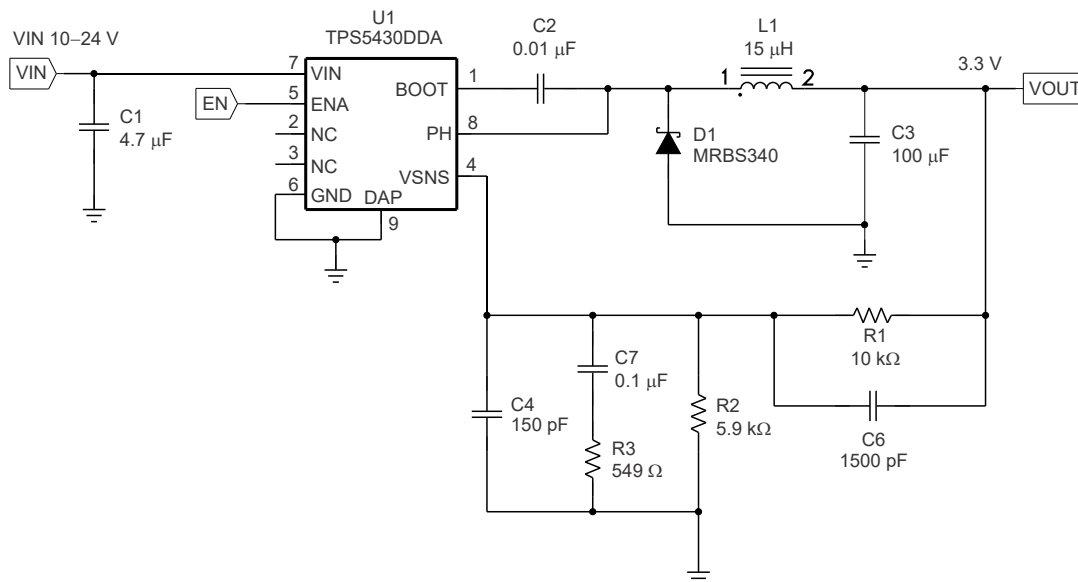 VIN 10–24 V
VIN
C1
4.7 μF
EN
U1
TPS5430DDA
7
5
2
3
6
VIN
ENA
NC
NC
GND
DAP
9
BOOT
PH
VSNS
1
8
4
C2
0.01 μF
L1
15 μH
1
2
D1
MRBS340
C3
100 μF
3.3 V
VOUT
C4
150 pF
C7
0.1 μF
R3
549 Ω
R2
5.9 kΩ
R1
10 kΩ
C6
1500 pF